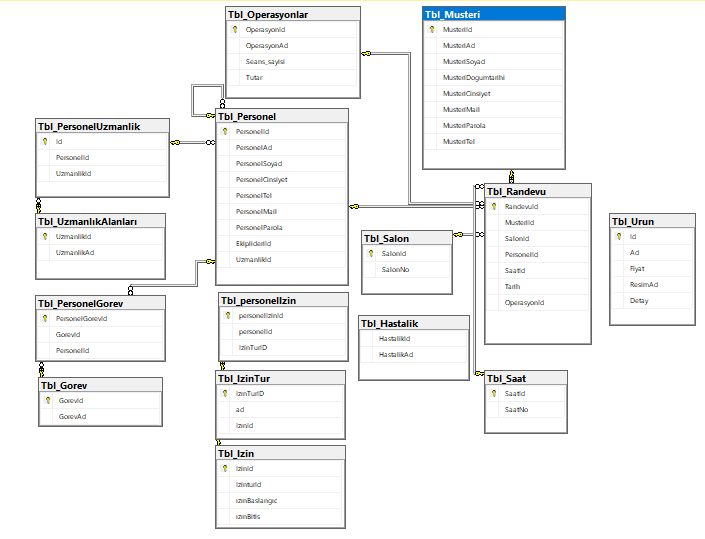 Tbl_Operasyonlar
OperasyonId
OperasyonAd
Seans_sayisi
Tutar
Tbl_Musteri
MusteriId
MusteriAd
MusteriSoyad
MusteriDogumtarihi
MusteriCinsiyet
MusteriMail
MusteriParola
MusteriTel
Tbl_Personel
PersonelId
PersonelAd
PersonelSoyad
PersonelCinsiyet
PersonelTel
PersonelMail
PersonelParola
EkipliderIId
UzmanlikId
Tbl_PersonelUzmanlik
Id
PersonelId
UzmanlikId
Tbl_UzmanlıkAlanları
UzmanlikId
UzmanlikAd
Tbl_Randevu
RandevuId
MusteriId
SalonId
PersonelId
SaatId
Tarih
OperasyonId
Tbl_Urun
Id
Ad
Fiyat
ResimAd
Detay
Tbl_Salon
SalonId
SalonNo
Tbl_PersonelGorev
PersonelGorevId
GorevId
PersonelId
Tbl_personelIzin
personelIzinId
personelId
IzinTurID
Tbl_Hastalik
HastalikId
HastalikAd
Tbl_Gorev
GorevId
GorevAd
Tbl_IzinTur
IzinTurID
ad
IzinId
Tbl_Saat
SaatId
SaatNo
Tbl_Izin
IzinId
IzinturId
izinBaslangic
izinBitis